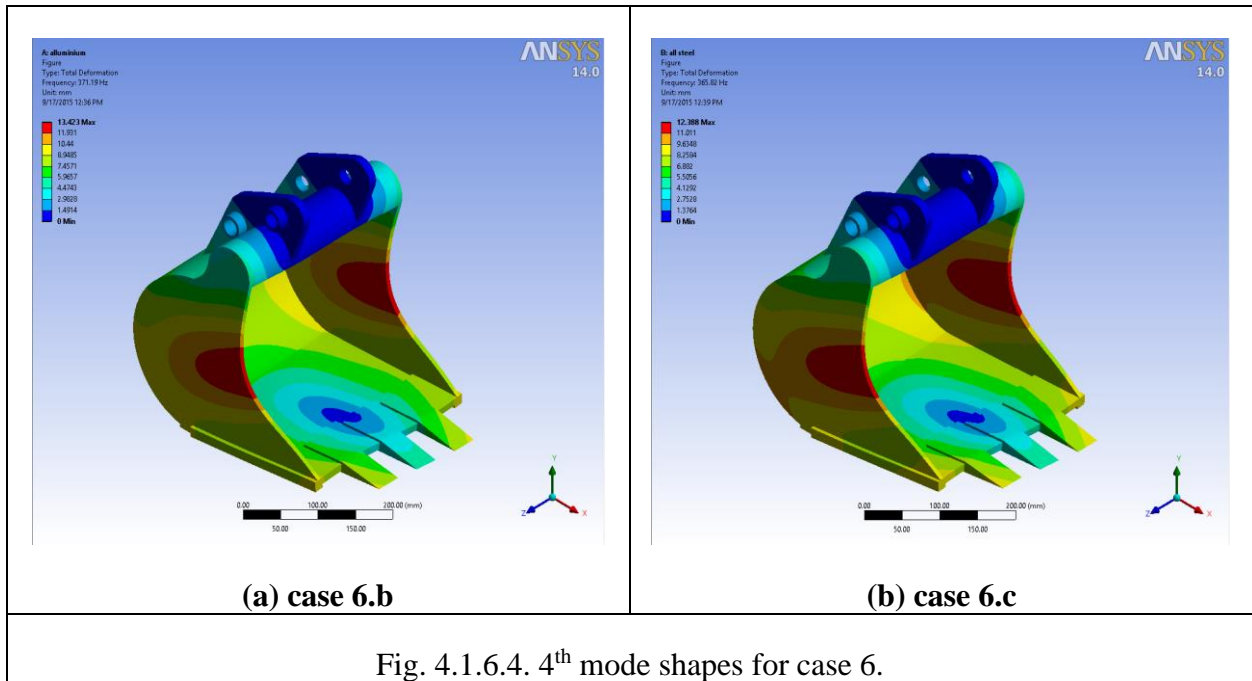 A: alluminium
Figure
Type: Total Deformation
Frequency: 371.19 Hz
Unit: mm
9/17/2015 12:36 PM
13.423 Max
11.931
10.44
8.9485
7.4571
5.9657
4.4743
2.9828
1.4914
0 Min
ANSYS
14.0
0.00 100.00 200.00 (mm)
50.00 150.00
Y
Z X
(a) case 6.b
B: all steel
Figure
Type: Total Deformation
Frequency: 365.02 Hz
Unit: mm
9/17/2015 12:39 PM
12.388 Max
11.011
9.6348
8.2584
6.882
5.5056
4.1292
2.7528
1.3764
0 Min
ANSYS
14.0
0.00 100.00 200.00 (mm)
50.00 150.00
Y
Z X
(b) case 6.c
Fig. 4.1.6.4. 4th mode shapes for case 6.